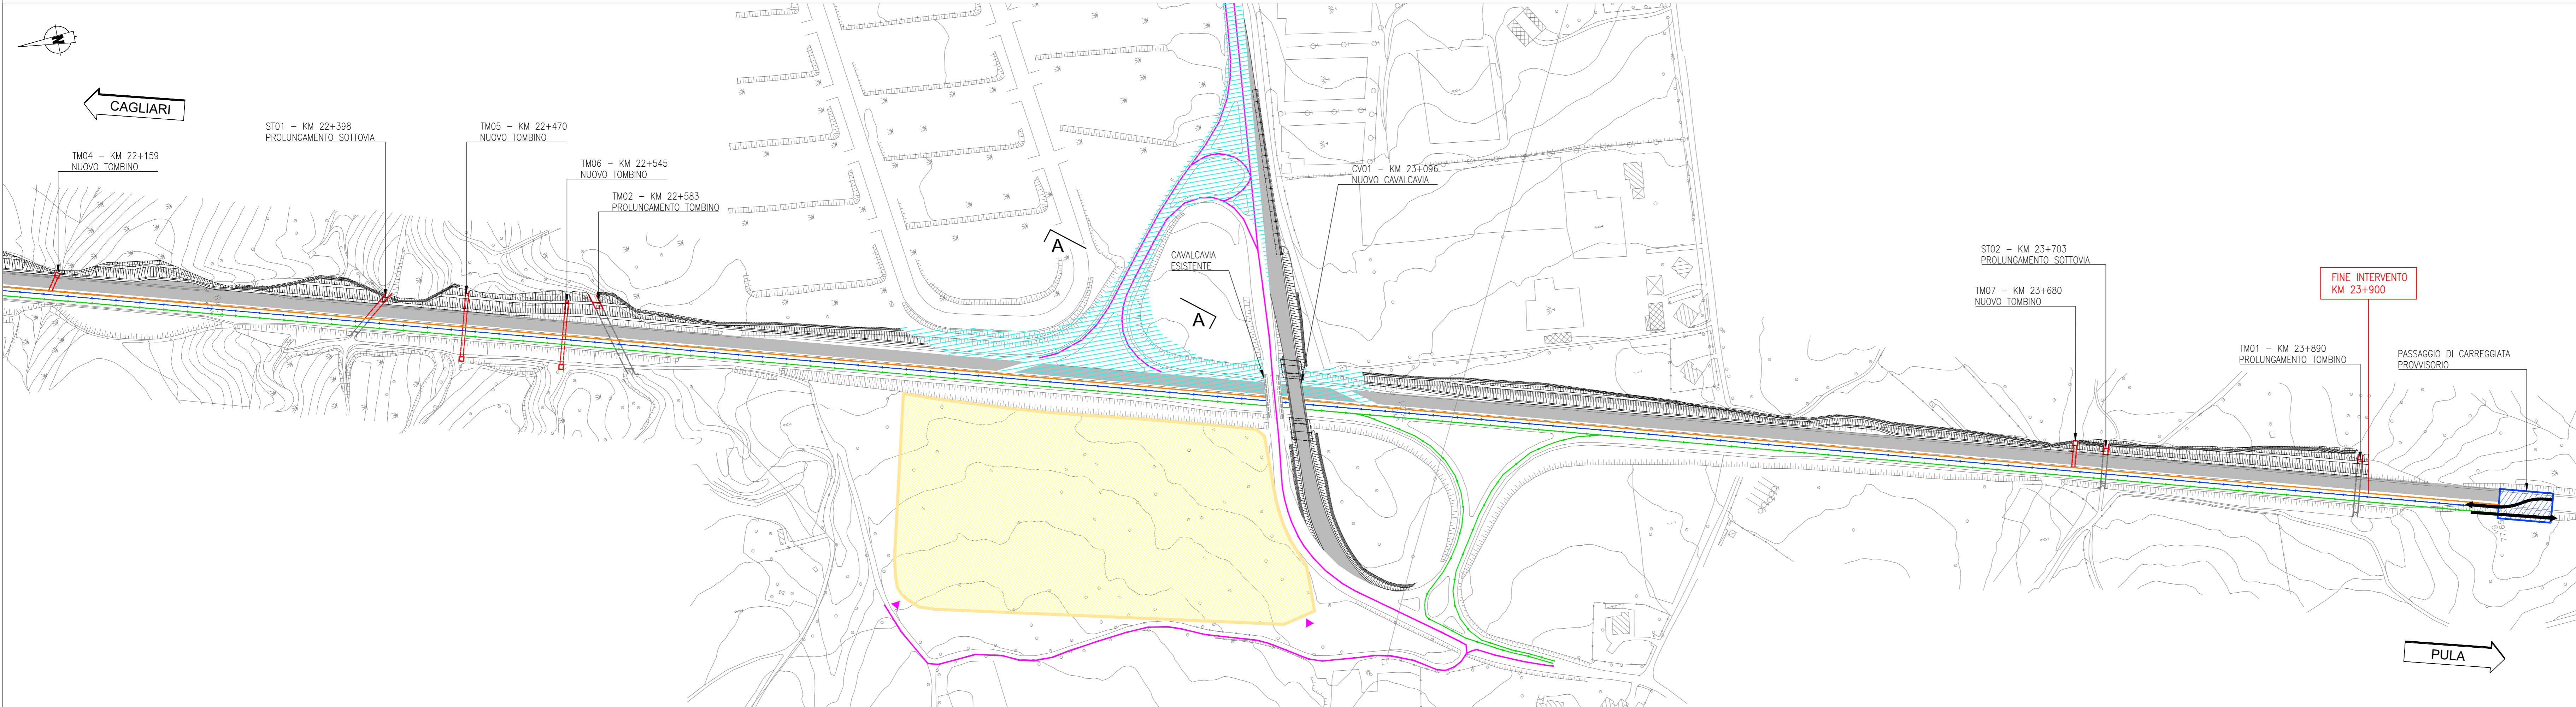 N
CAGLIARI
TM04 – KM 22+159
NUOVO TOMBINO
ST01 – KM 22+398
PROLUNGAMENTO SOTTOVIA
TM05 – KM 22+470
NUOVO TOMBINO
TM06 – KM 22+545
NUOVO TOMBINO
TM02 – KM 22+583
PROLUNGAMENTO TOMBINO
A
A
CAVALCAVIA
ESISTENTE
CV01 – KM 23+096
NUOVO CAVALCAVIA
ST02 – KM 23+703
PROLUNGAMENTO SOTTOVIA
TM07 – KM 23+680
NUOVO TOMBINO
FINE INTERVENTO
KM 23+900
TM01 – KM 23+890
PROLUNGAMENTO TOMBINO
PASSAGGIO DI CARREGGIATA
PROVVISORIO
PULA